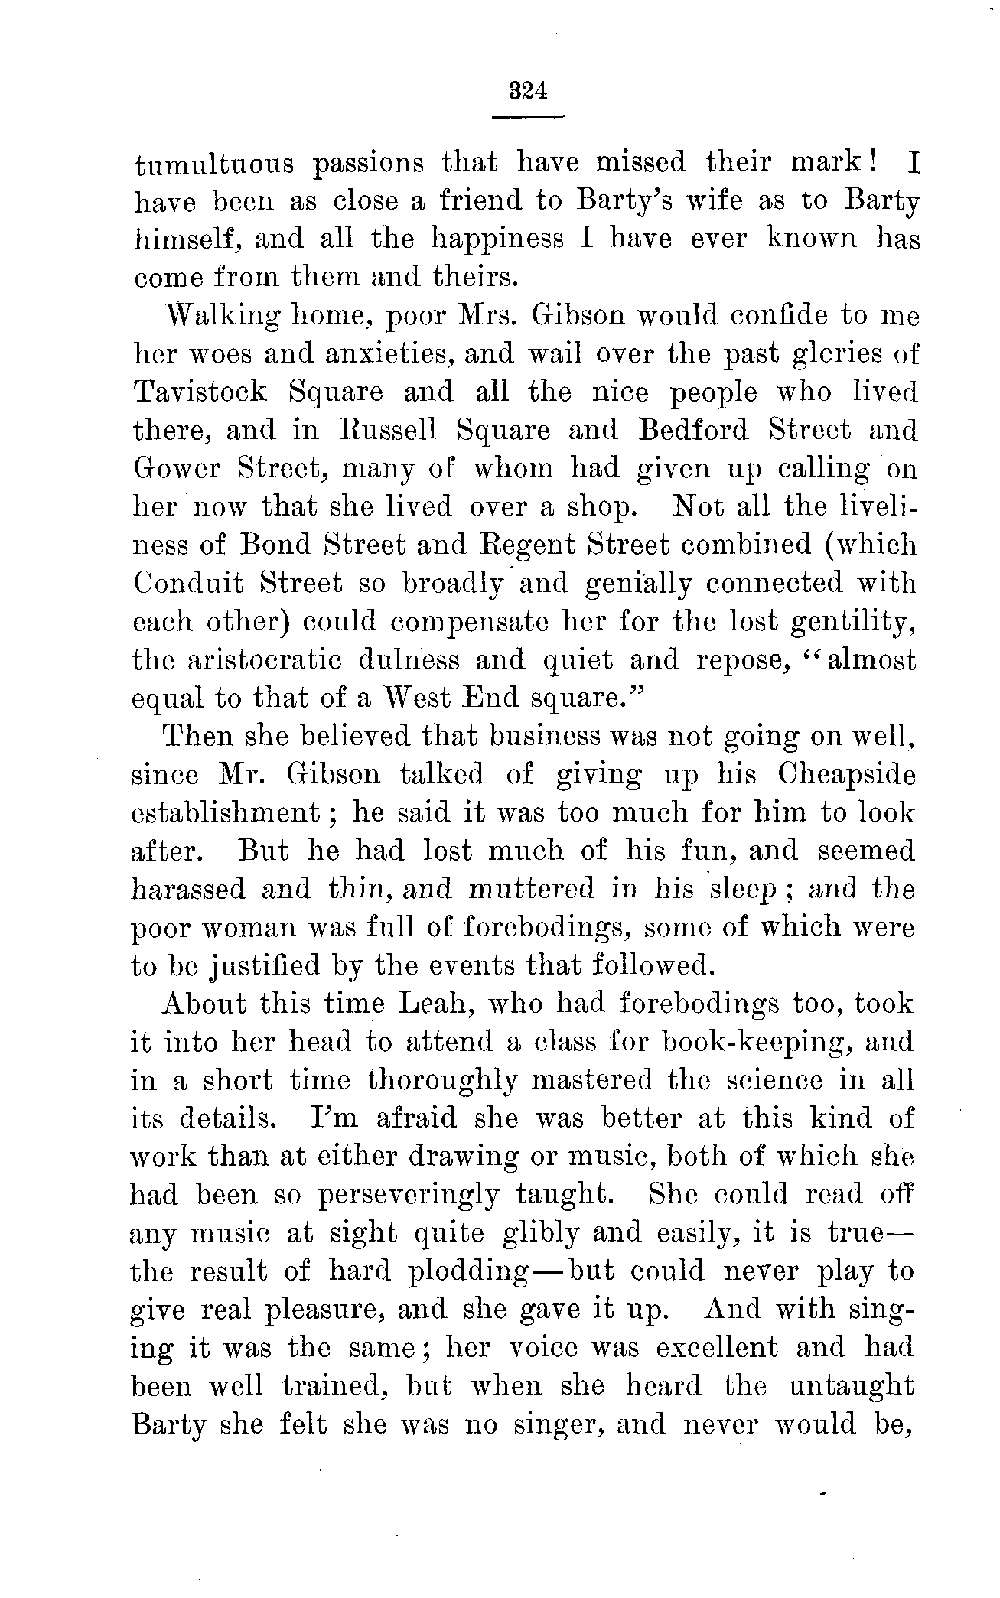 324
tumultuous passions that have missed their mark! I
have been as close a friend to Barty's wife as to Barty
himself, and all the happiness I have ever known has
come from them and theirs.
Walking home, poor Mrs. Gibson would confide to me
her woes and anxieties, and wail over the past glories of
Tavistock Square and all the nice people who lived
there, and in Russell Square and Bedford Street and
Gower Street, many of whom had given up calling on
her now that she lived over a shop. Not all the liveli-
ness of Bond Street and Regent Street combined (which
Conduit Street so broadly and genially connected with
each other) could compensate her for the lost gentility,
the aristocratic dulness and quiet and repose, "almost
equal to that of a West End square."
Then she believed that business was not going on well,
since Mr. Gibson talked of giving up his Cheapside
establishment; he said it was too much for him to look
after. But he had lost much of his fun, and seemed
harassed and thin, and muttered in his sleep; and the
poor woman was full of forebodings, some of which were
to be justified by the events that followed.
About this time Leah, who had forebodings too, took
it into her head to attend a class for book-keeping, and
in a short time thoroughly mastered the science in all
its details. I'm afraid she was better at this kind of
work than at either drawing or music, both of which she
had been so perseveringly taught. She could read off
any music at sight quite glibly and easily, it is true—
the result of hard plodding—but could never play to
give real pleasure, and she gave it up. And with sing-
ing it was the same; her voice was excellent and had
been well trained, but when she heard the untaught
Barty she felt she was no singer, and never would be,